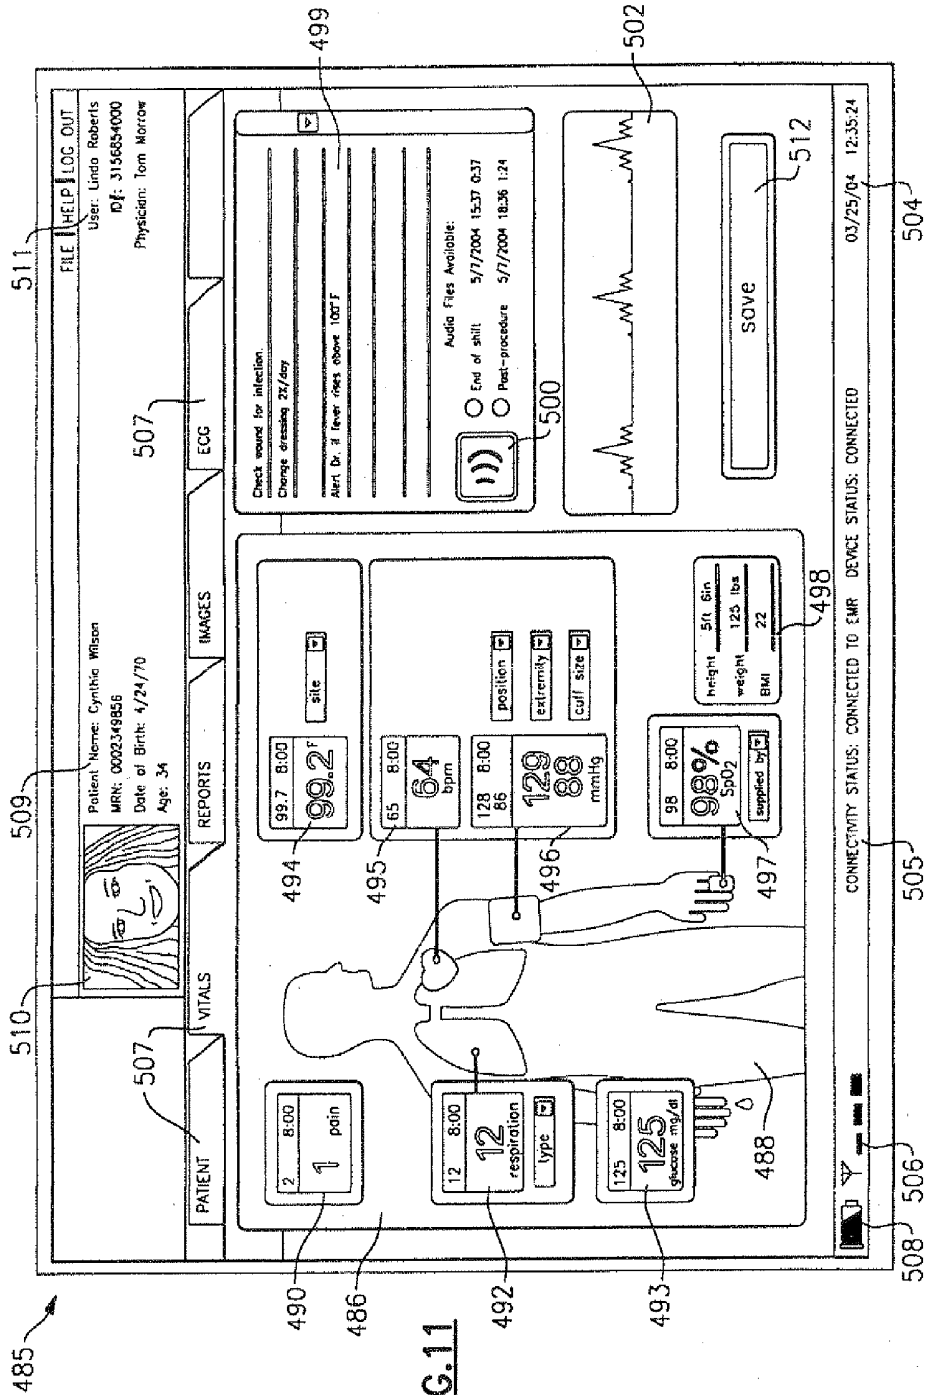 485
511
FILE HELP LOG OUT
510
509
Patient Name: Cynthia Wilson
MRN: 0002349856
Date of Birth: 4/24/70
Age: 34
User: Linda Roberts
ID#: 3156854000
Physician: Tom Morrow
507
507
PATIENT
VITALS
REPORTS
IMAGES
ECG
490
2 8:00
1
pain
486
492
12 8:00
12
respiration
type
493
125 8:00
125
glucose mg/dl
488
494
99.7 8:00
99.2 F
site
495
65 8:00
64
bpm
496
128 8:00
86
129
88
mmHg
position
extremity
cuff size
497
98 8:00
98%
SpO2
supplied by
height 5ft 6in
weight 125 lbs
BMI 22
498
499
Check wound for infection.
Change dressing 2X/day
Alert Dr. if fever rises above 100°F
Audio Files Available:
End of shift 5/7/2004 15:37 0:37
Post-procedure 5/7/2004 18:36 1:24
500
502
save
512
CONNECTIVITY STATUS: CONNECTED TO EMR DEVICE STATUS: CONNECTED
03/25/04 12:35:24
508
506
505
504
G.11